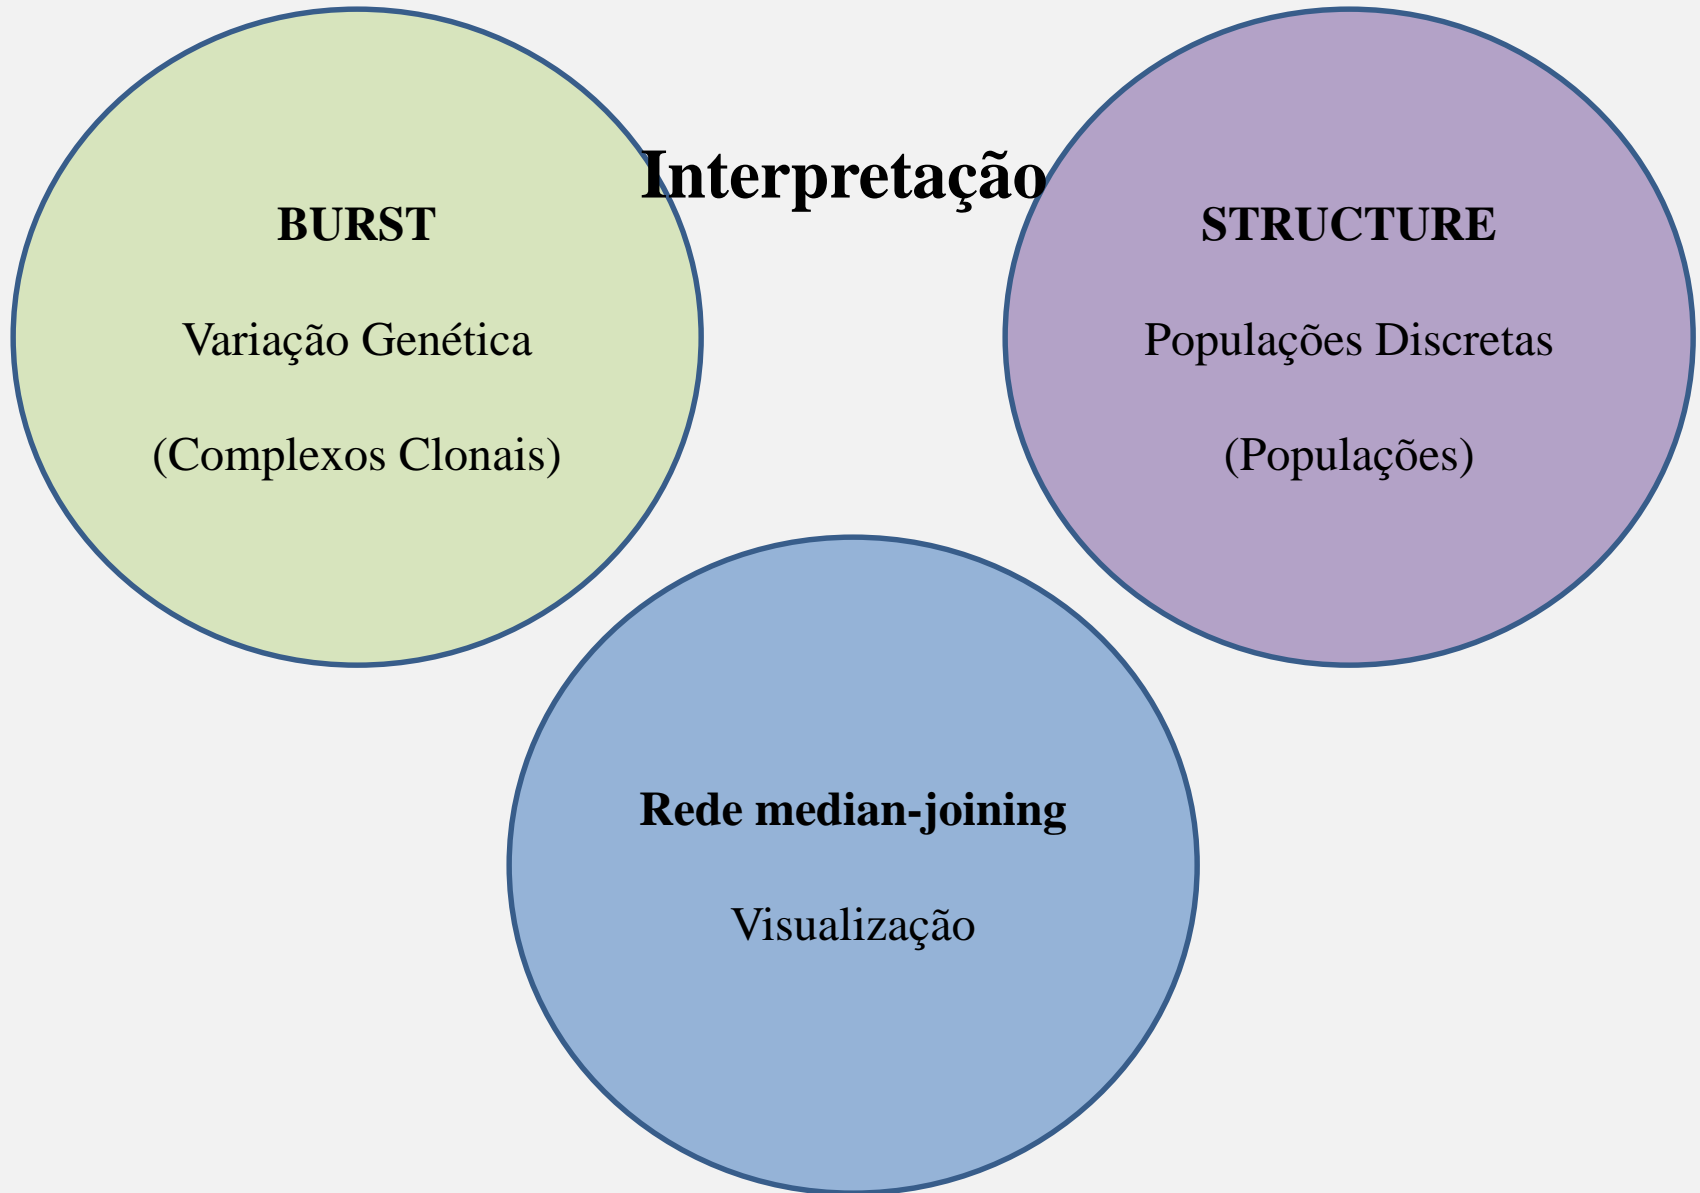 Interpretação
BURST
Variação Genética
(Complexos Clonais)
STRUCTURE
Populações Discretas
(Populações)
Rede median-joining
Visualização